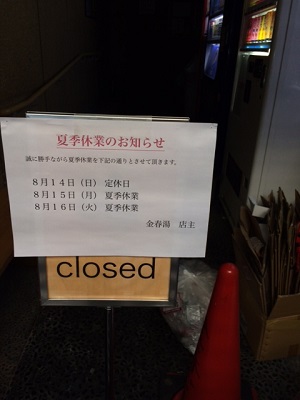 夏季休業のお知らせ
誠に勝手ながら夏季休業を下記の通りとさせて頂きます。
8月14日（日） 定休日
8月15日（月） 夏季休業
8月16日（火） 夏季休業
金春湯　店主
closed